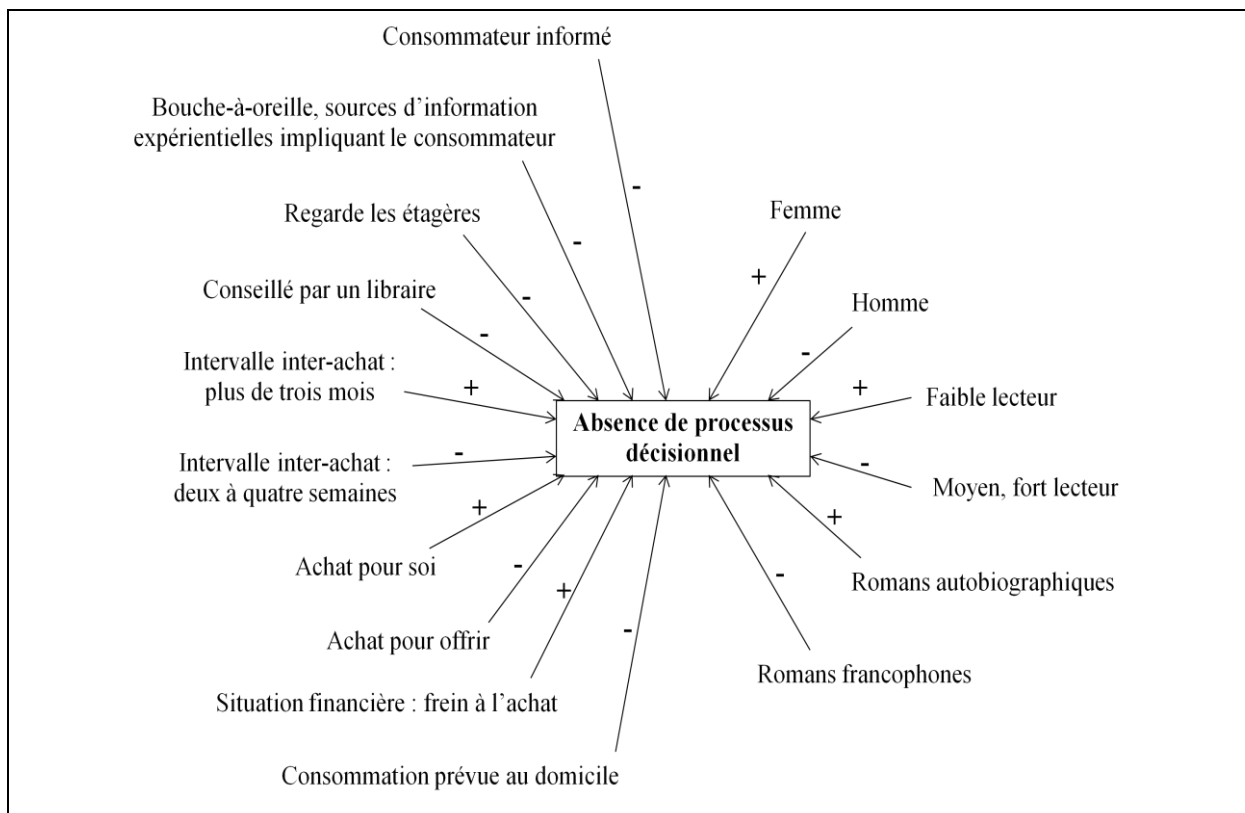 Consommateur informé
-
Bouche-à-oreille, sources d'information
expérientielles impliquant le consommateur
-
Regarde les étagères
-
Conseillé par un libraire
-
Intervalle inter-achat :
plus de trois mois
+
Intervalle inter-achat :
deux à quatre semaines
-
Achat pour soi
+
Achat pour offrir
-
Situation financière : frein à l'achat
+
Consommation prévue au domicile
-
Femme
+
Homme
-
Faible lecteur
+
Moyen, fort lecteur
-
Romans autobiographiques
+
Romans francophones
-
Absence de processus
décisionnel